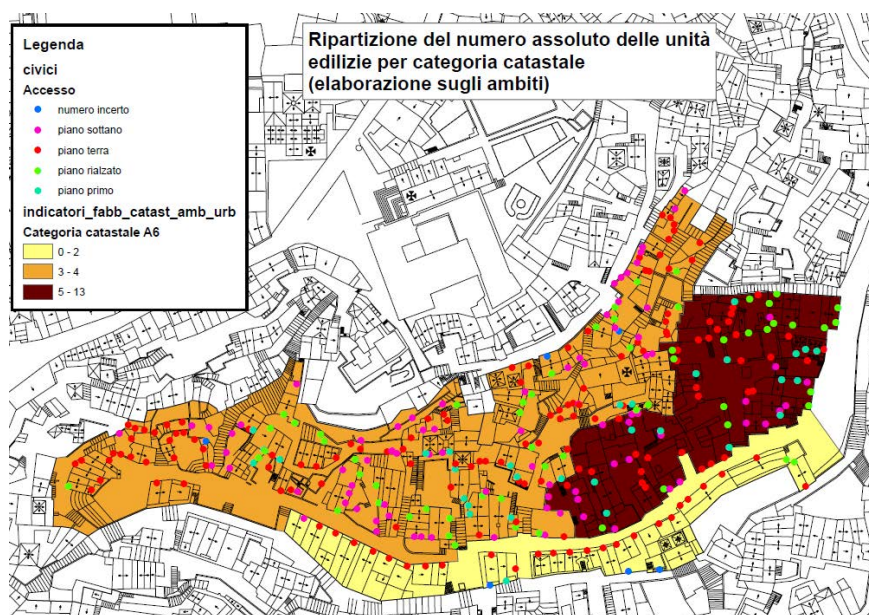 Ripartizione del numero assoluto delle unità
edilizie per categoria catastale
(elaborazione sugli ambiti)
Legenda
civici
Accesso
numero incerto
piano sottano
piano terra
piano rialzato
piano primo
indicatori_fabb_catast_amb_urb
Categoria catastale A6
0 - 2
3 - 4
5 - 13